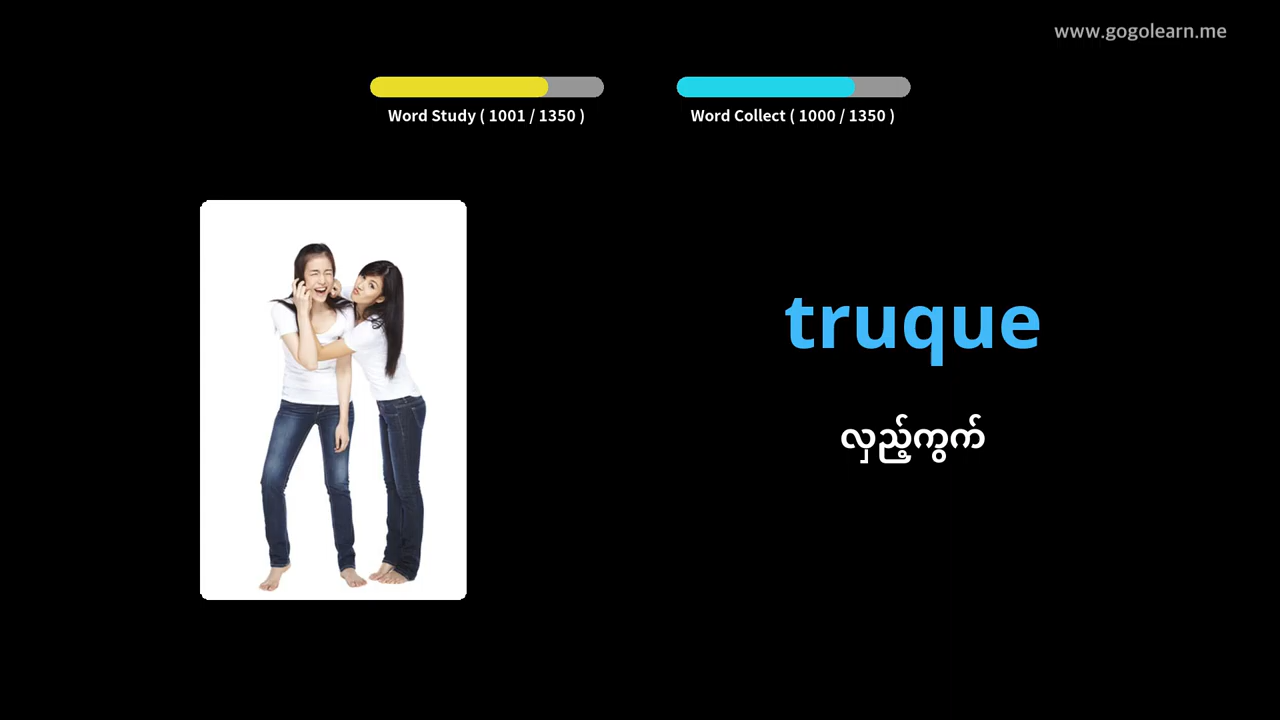 www.gogolearn.me
Word Study ( 1001 / 1350 )
Word Collect ( 1000 / 1350 )
truque
လှည့်ကွက်